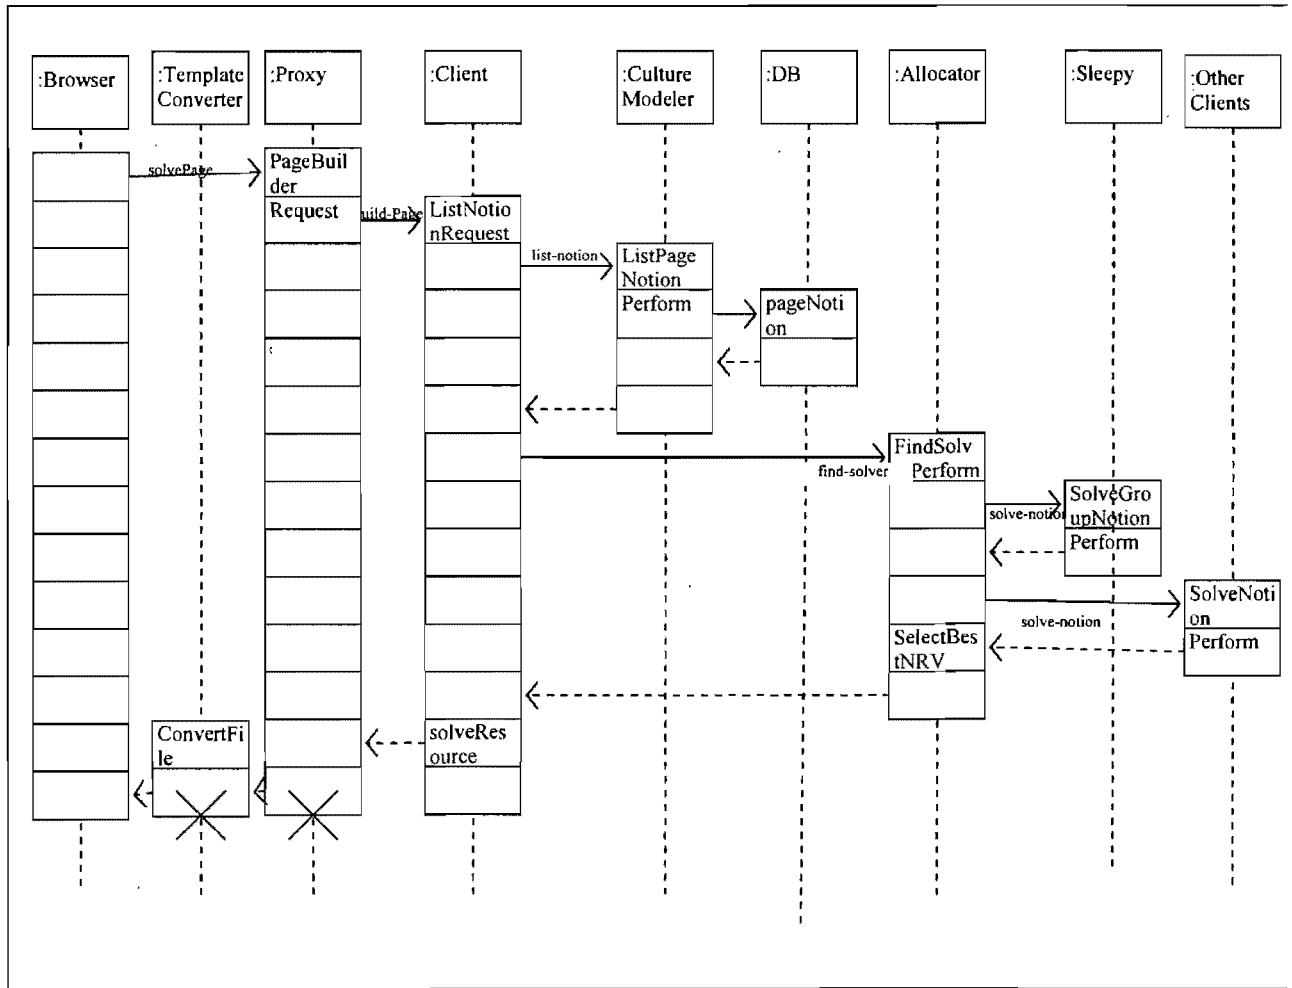 :Browser
:Template
Converter
:Proxy
:Client
:Culture
Modeler
:DB
:Allocator
:Sleepy
:Other
Clients
solvePage
PageBuil
der
Request
uild-Page
ListNotio
nRequest
list-notion
ListPage
Notion
Perform
pageNoti
on
find-solver
FindSolv
Perform
solve-notion
SolveGro
upNotion
Perform
solve-notion
SolveNoti
on
Perform
SelectBes
tNRV
ConvertFi
le
solveRes
ource